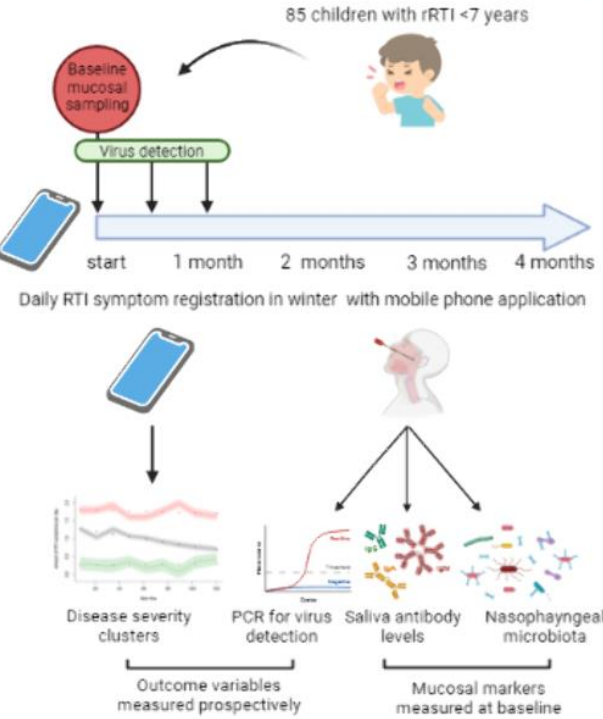 85 children with rRTI <7 years
Baseline
mucosal
sampling
Virus detection
start 1 month 2 months 3 months 4 months
Daily RTI symptom registration in winter with mobile phone application
Disease severity
clusters
PCR for virus
detection
Saliva antibody
levels
Nasophayngeal
microbiota
Outcome variables
measured prospectively
Mucosal markers
measured at baseline